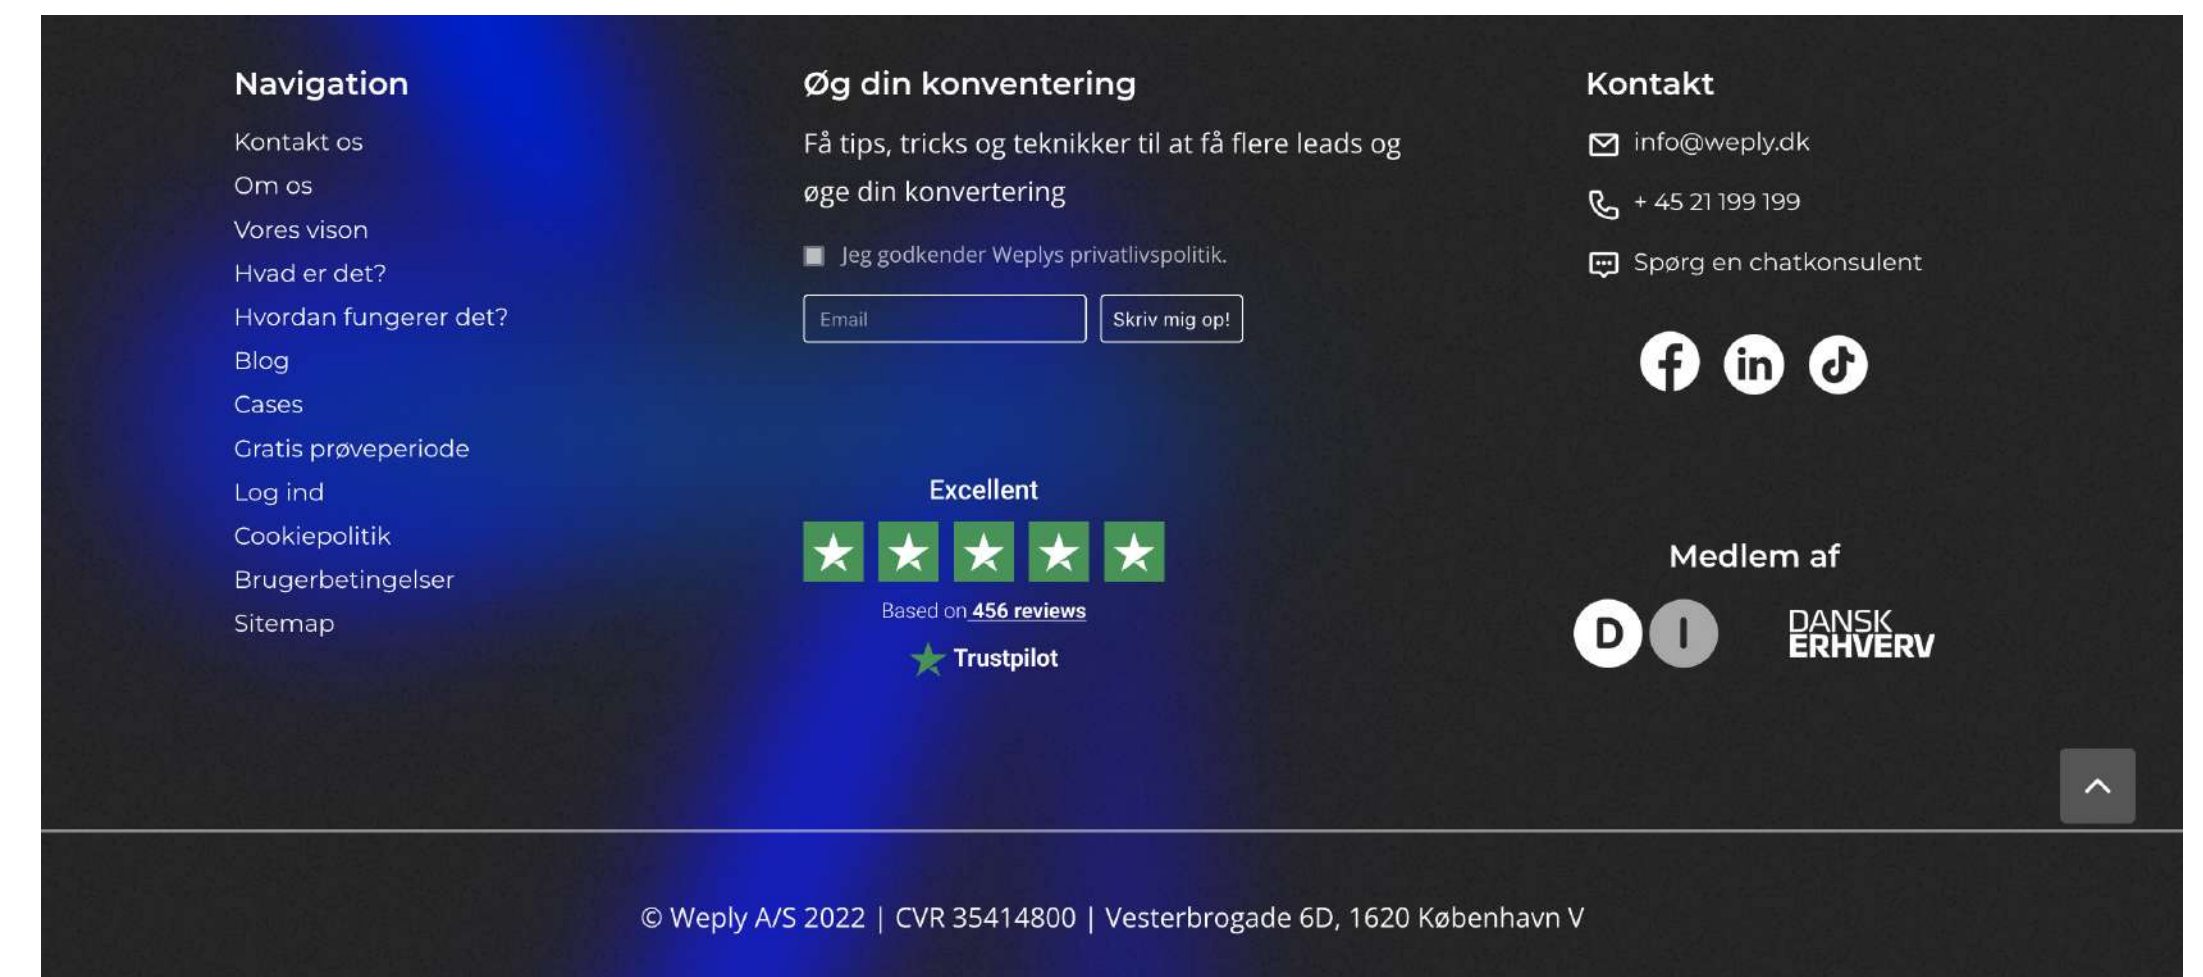 Navigation
Kontakt os
Om os
Vores vison
Hvad er det?
Hvordan fungerer det?
Blog
Cases
Gratis prøveperiode
Log ind
Cookiepolitik
Brugerbetingelser
Sitemap
Øg din konventering
Få tips, tricks og teknikker til at få flere leads og
øge din konvertering
Jeg godkender Weplys privatlivspolitik.
Email
Skriv mig op!
Excellent
Based on 456 reviews
Trustpilot
Kontakt
info@weply.dk
+ 45 21 199 199
Spørg en chatkonsulent
f in
Medlem af
D I
DANSK
ERHVERV
© Weply A/S 2022 | CVR 35414800 | Vesterbrogade 6D, 1620 København V